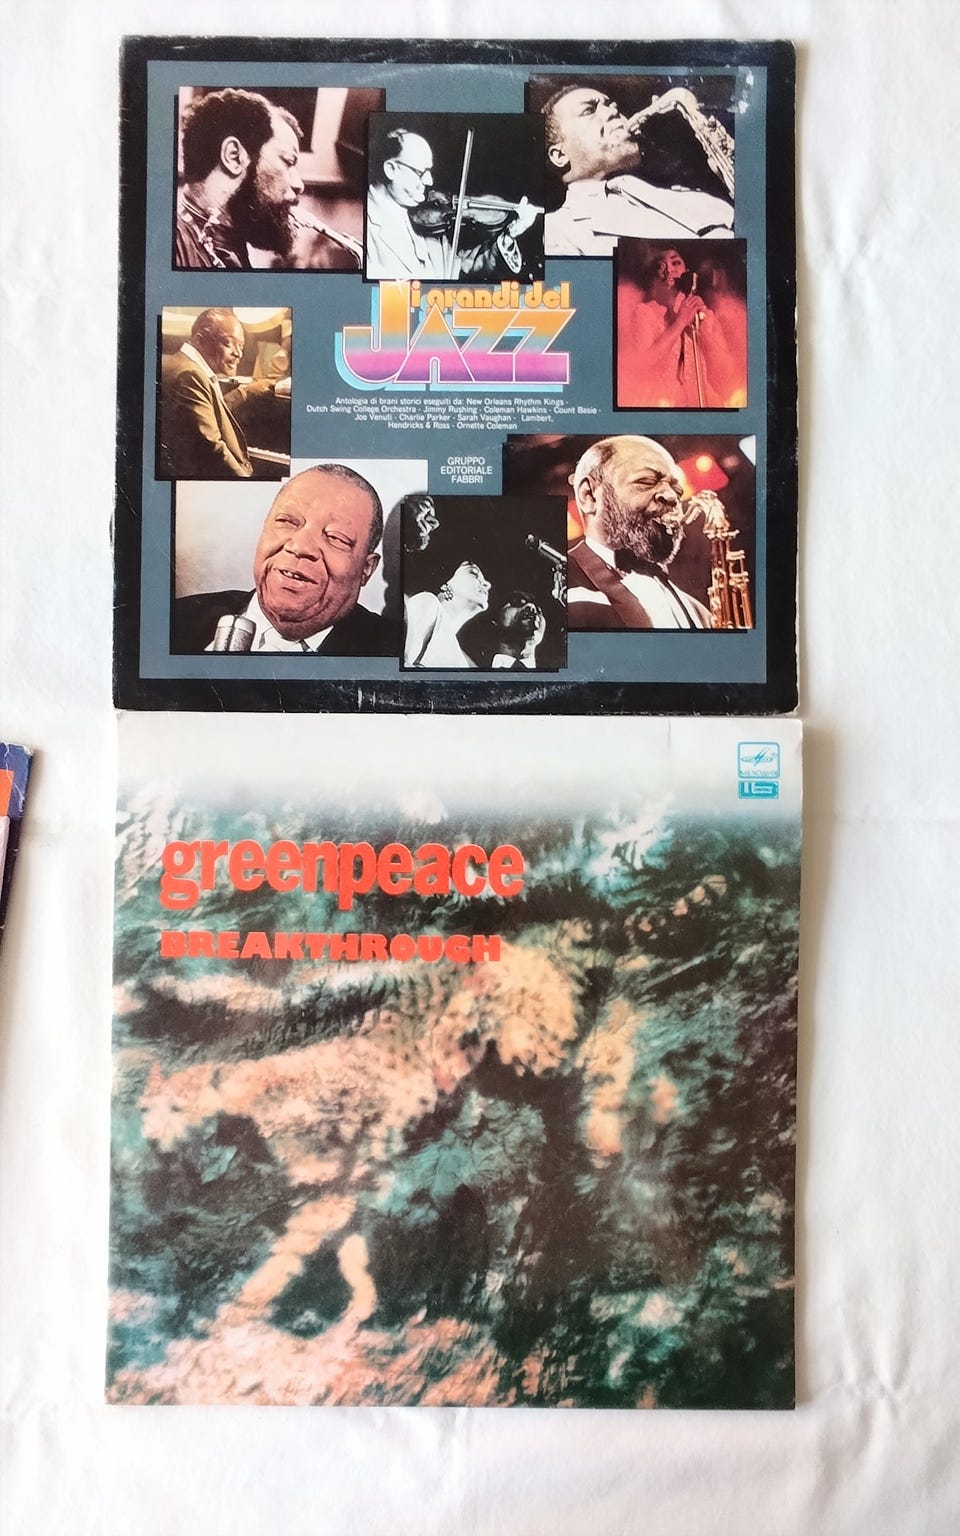 i grandi del
JAZZ
Antologia di brani storici eseguiti da: New Orleans Rhythm Kings -
Dutch Swing College Orchestra - Jimmy Rushing - Coleman Hawkins - Count Basie -
Joe Venuti - Charlie Parker - Sarah Vaughan - Lambert,
Hendricks & Ross - Ornette Coleman
GRUPPO
EDITORIALE
FABBRI
МЕЛОДИЯ
greenpeace
BREAKTHROUGH